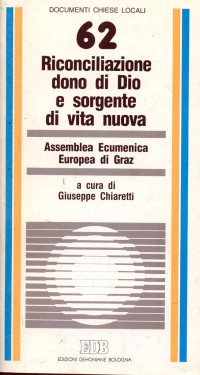 DOCUMENTI CHIESE LOCALI
62
Riconciliazione
dono di Dio
e sorgente
di vita nuova
Assemblea Ecumenica
Europea di Graz
a cura di
Giuseppe Chiaretti
EDB
EDIZIONI DEHONIANE BOLOGNA